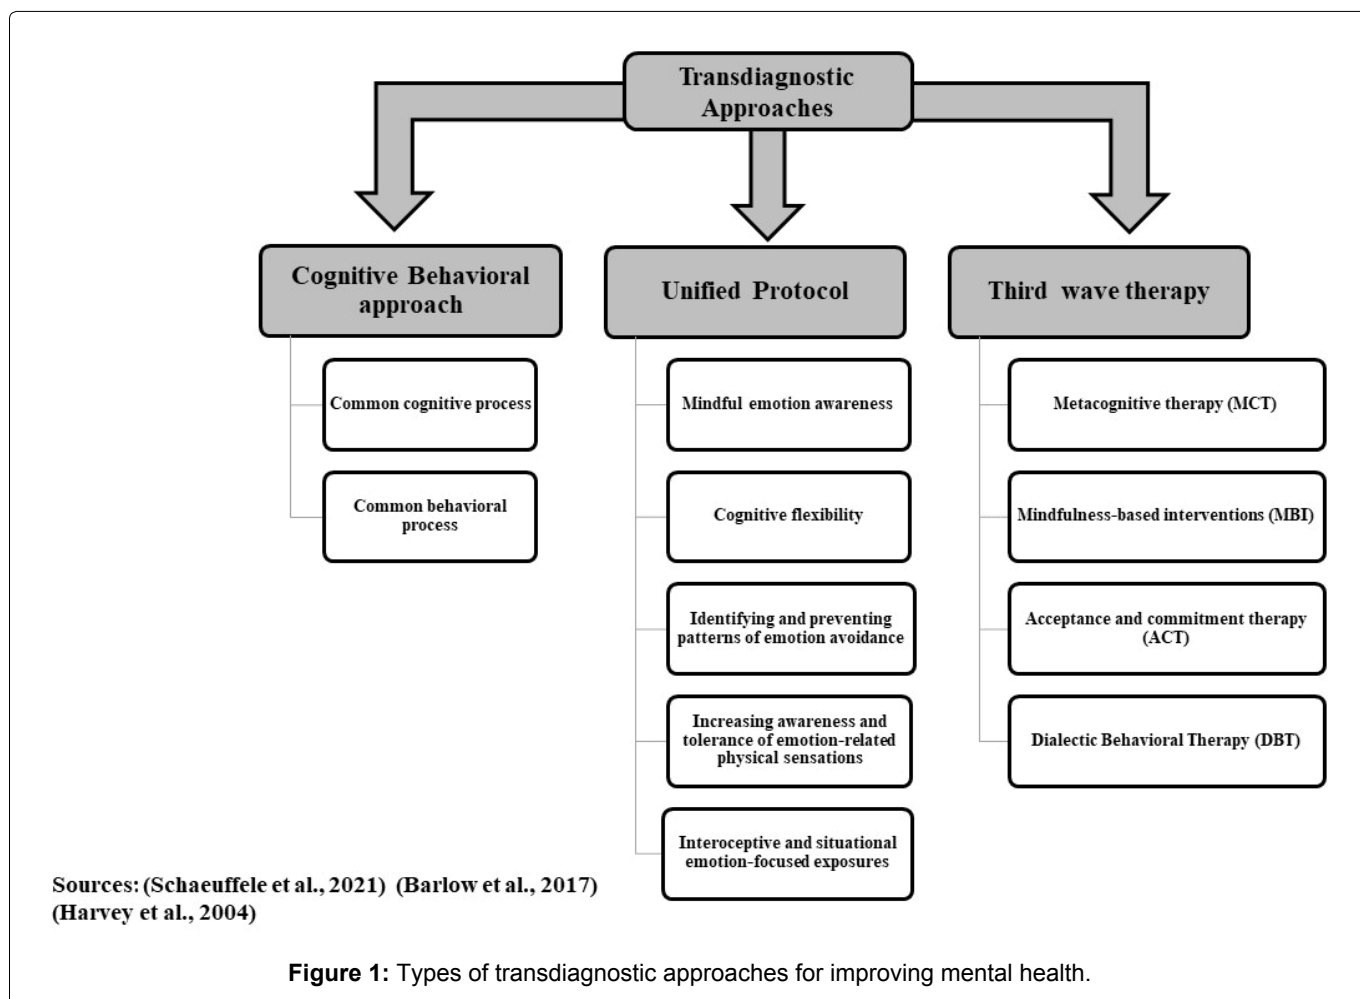 Transdiagnostic
Approaches
Cognitive Behavioral
approach
Common cognitive process
Common behavioral
process
Unified Protocol
Mindful emotion awareness
Cognitive flexibility
Identifying and preventing
patterns of emotion avoidance
Increasing awareness and
tolerance of emotion-related
physical sensations
Interoceptive and situational
emotion-focused exposures
Third wave therapy
Metacognitive therapy (MCT)
Mindfulness-based interventions (MBI)
Acceptance and commitment therapy
(ACT)
Dialectic Behavioral Therapy (DBT)
Sources: (Schaeuffele et al., 2021) (Barlow et al., 2017)
(Harvey et al., 2004)
Figure 1: Types of transdiagnostic approaches for improving mental health.